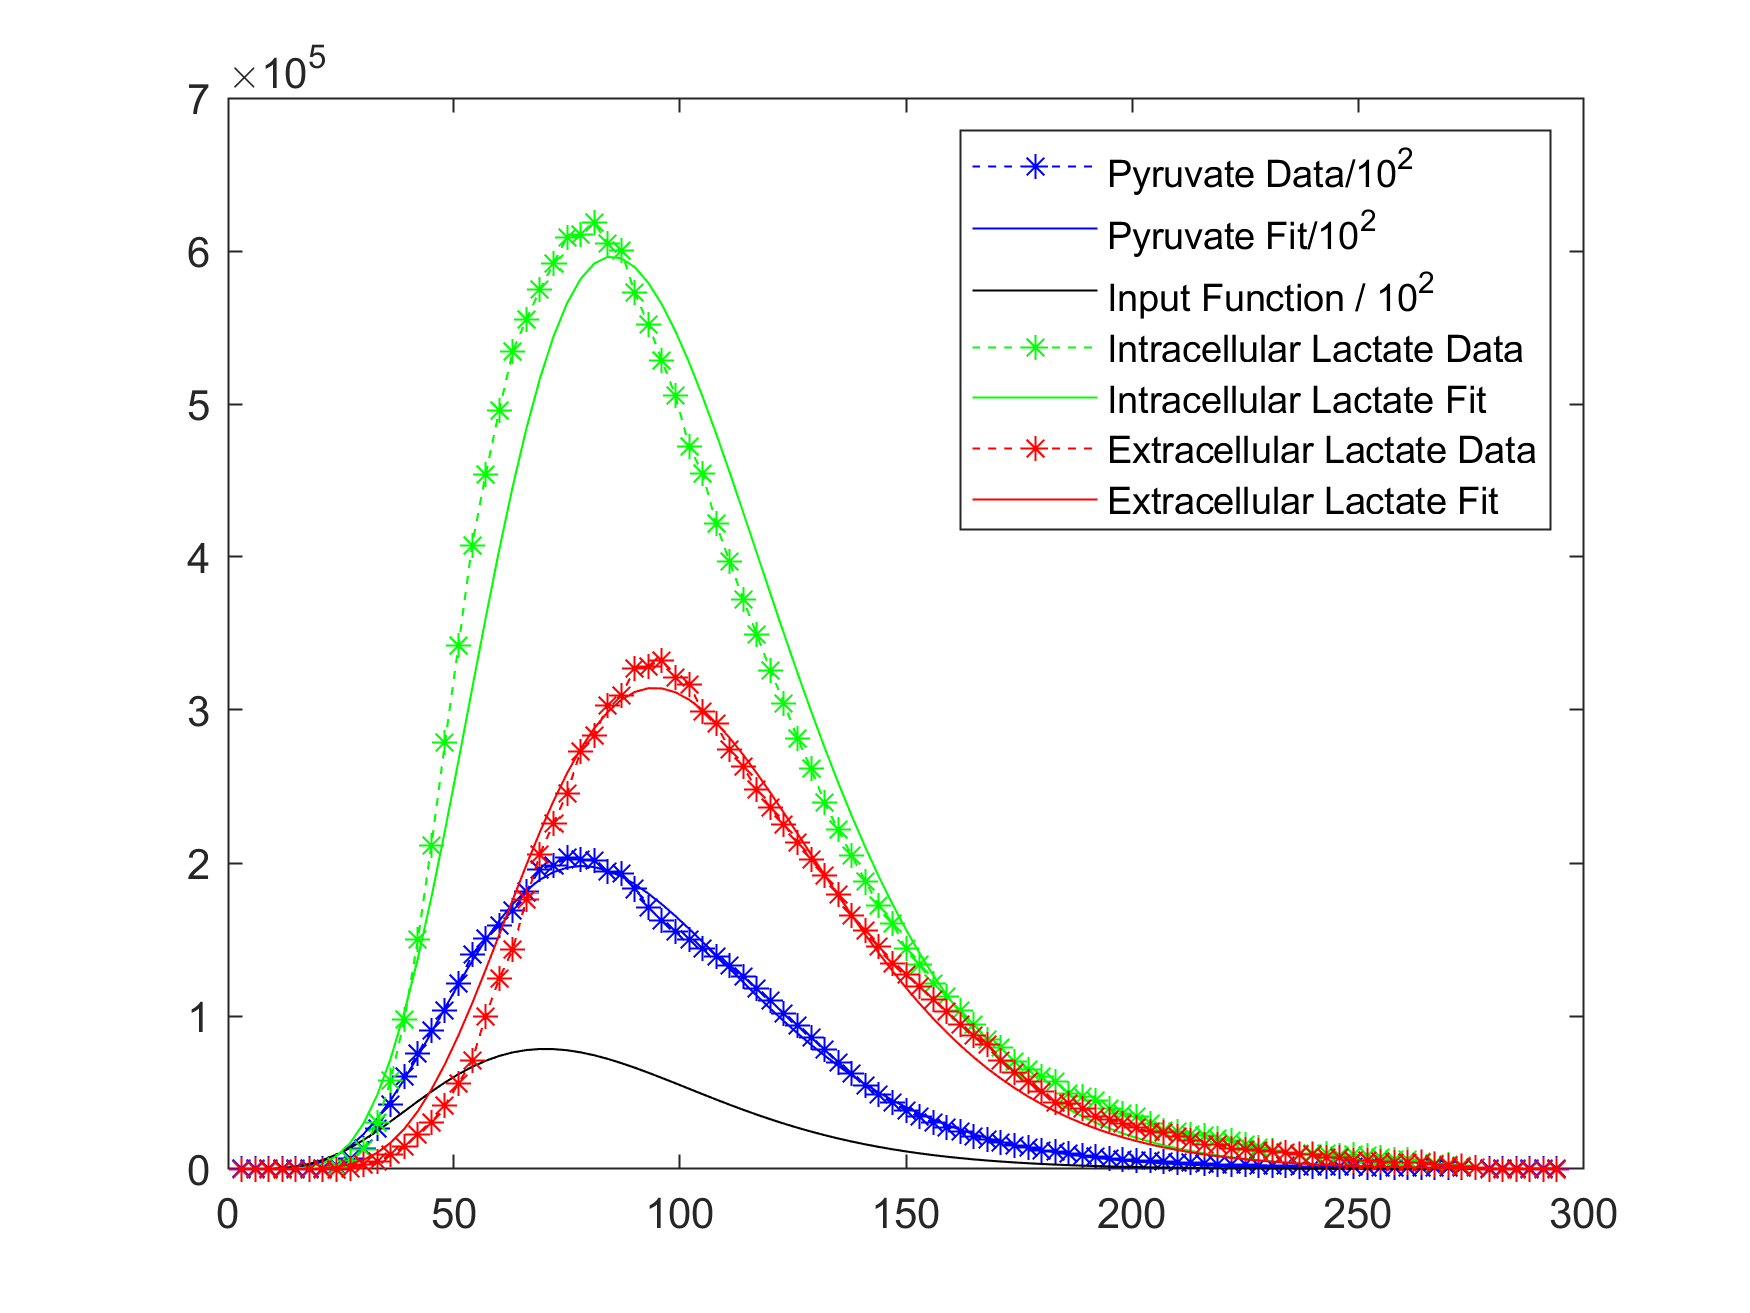 ×10^5
7
6
5
4
3
2
1
0
0 50 100 150 200 250 300
Pyruvate Data/10^2
Pyruvate Fit/10^2
Input Function / 10^2
Intracellular Lactate Data
Intracellular Lactate Fit
Extracellular Lactate Data
Extracellular Lactate Fit